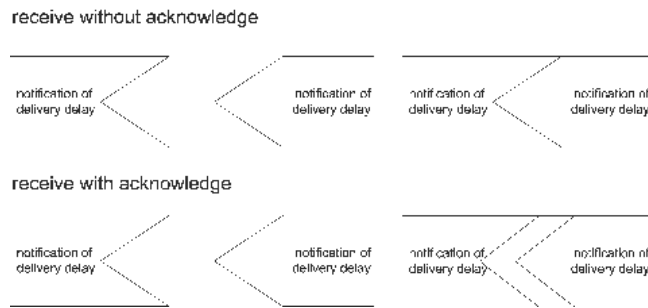 receive without acknowledge
notification of
delivery delay
notification of
delivery delay
notification of
delivery delay
notification of
delivery delay
receive with acknowledge
notification of
delivery delay
notification of
delivery delay
notification of
delivery delay
notification of
delivery delay